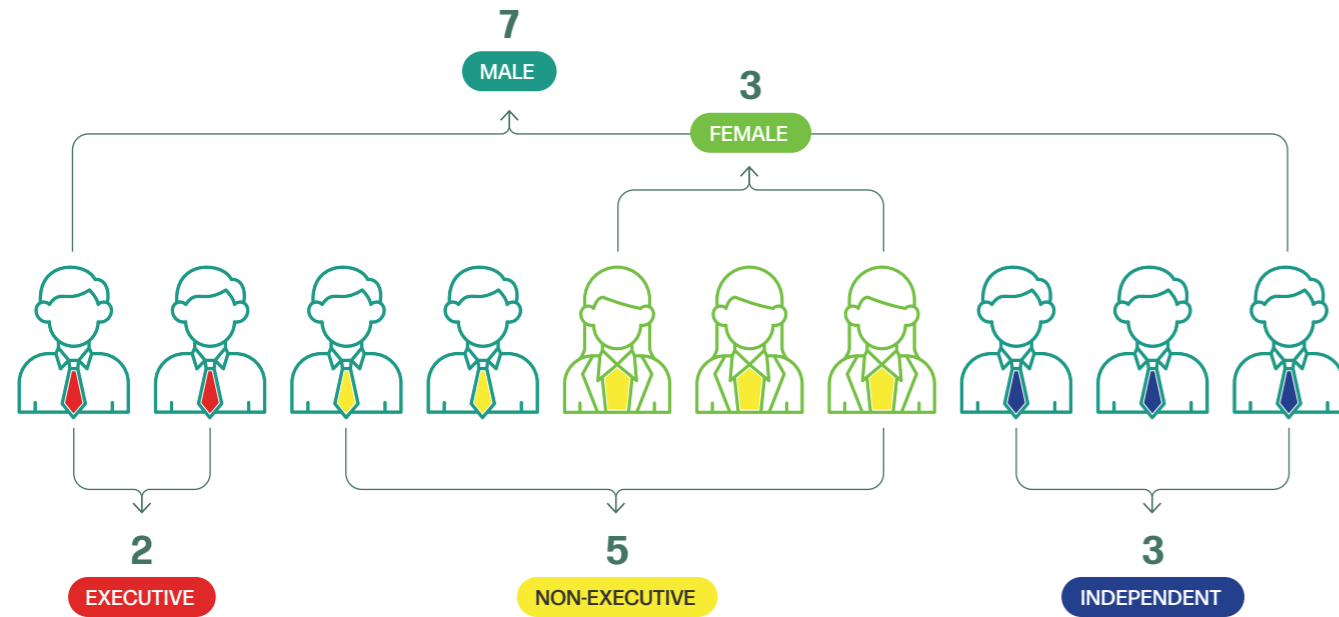 7
MALE
3
FEMALE
2
EXECUTIVE
5
NON-EXECUTIVE
3
INDEPENDENT